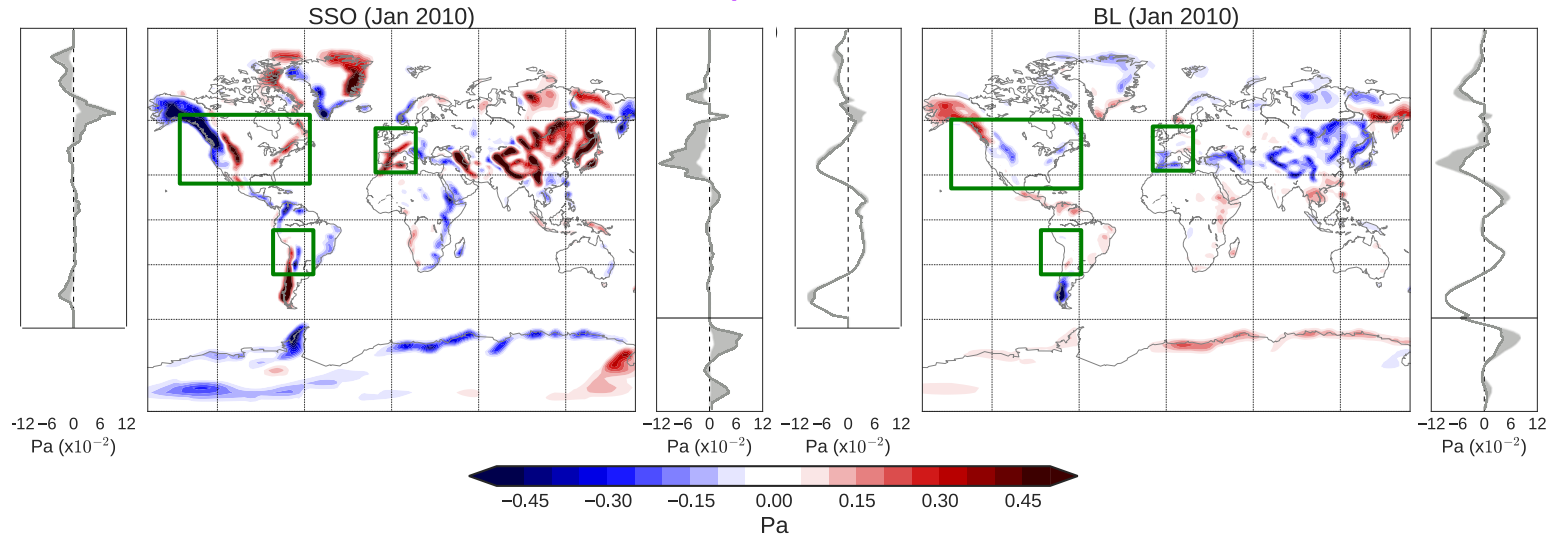 SSO (Jan 2010)
BL (Jan 2010)
-12 -6 0 6 12
-12 -6 0 6 12
-12 -6 0 6 12
-12 -6 0 6 12
Pa (x10⁻²)
Pa (x10⁻²)
Pa (x10⁻²)
Pa (x10⁻²)
−0.45 −0.30 −0.15 0.00 0.15 0.30 0.45
Pa